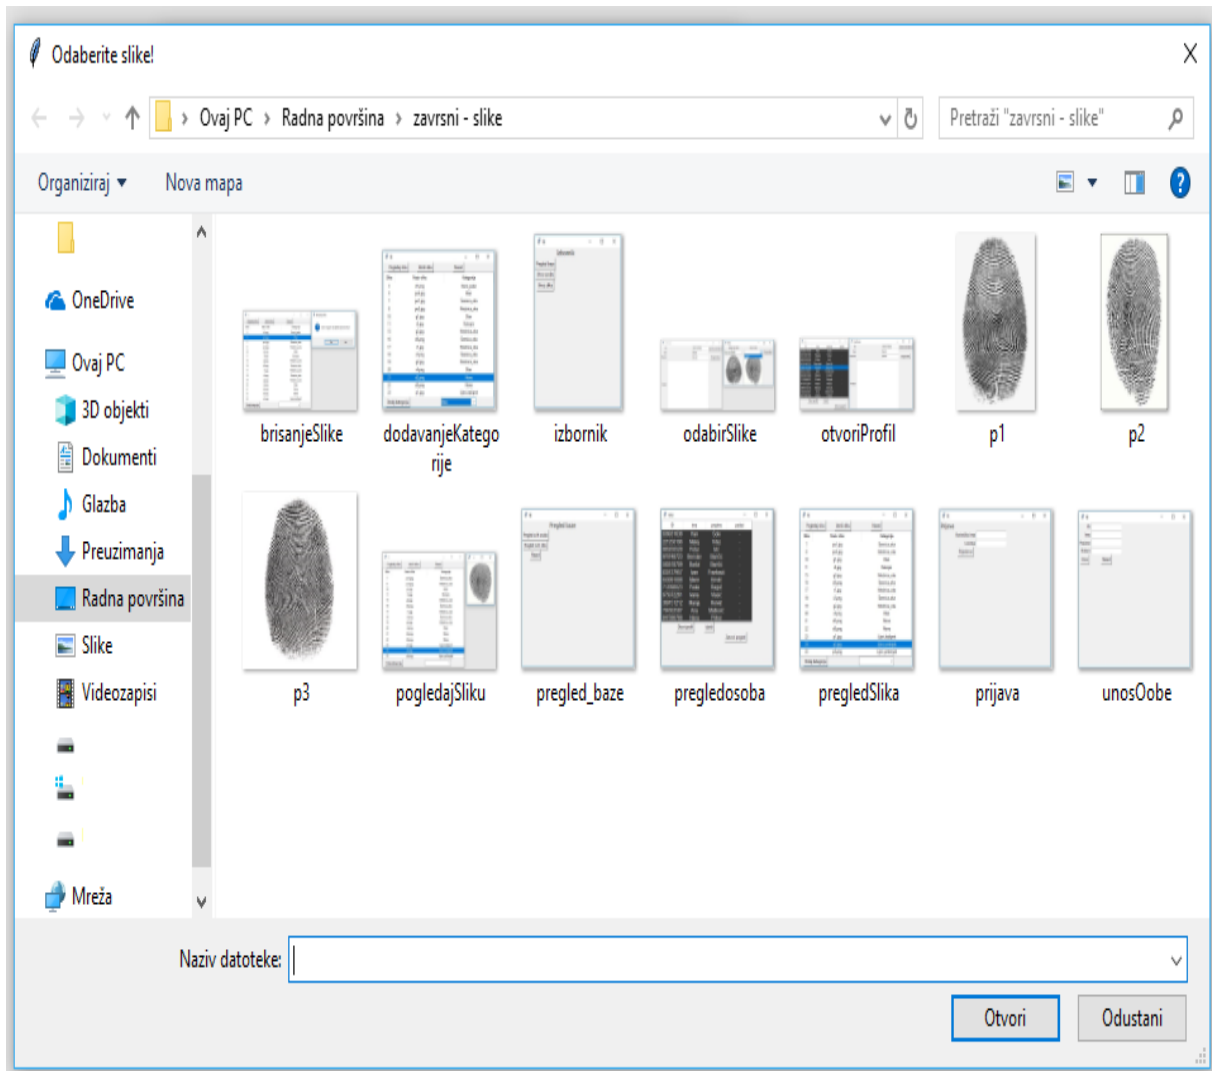 Odaberite slike!
Ovaj PC > Radna površina > zavrsni - slike
Pretraži "zavrsni - slike"
Organiziraj
Nova mapa
OneDrive
Ovaj PC
3D objekti
Dokumenti
Glazba
Preuzimanja
Radna površina
Slike
Videozapisi
Mreža
brisanjeSlike
dodavanjeKatego
rije
izbornik
odabirSlike
otvoriProfil
p1
p2
p3
pogledajSliku
pregled_baze
pregledosoba
pregledSlika
prijava
unosOobe
Naziv datoteke:
Otvori
Odustani